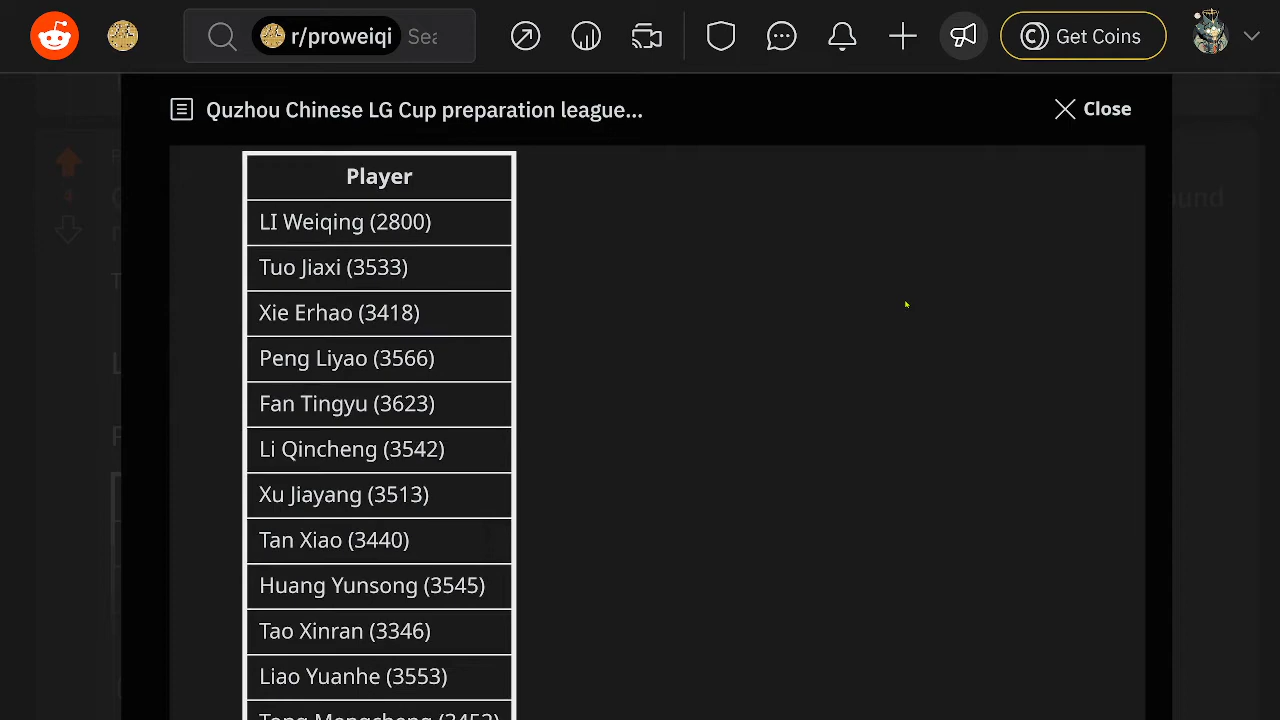 r/proweiqi Sea
Get Coins
Quzhou Chinese LG Cup preparation league...
Close
Player
LI Weiqing (2800)
Tuo Jiaxi (3533)
Xie Erhao (3418)
Peng Liyao (3566)
Fan Tingyu (3623)
Li Qincheng (3542)
Xu Jiayang (3513)
Tan Xiao (3440)
Huang Yunsong (3545)
Tao Xinran (3346)
Liao Yuanhe (3553)